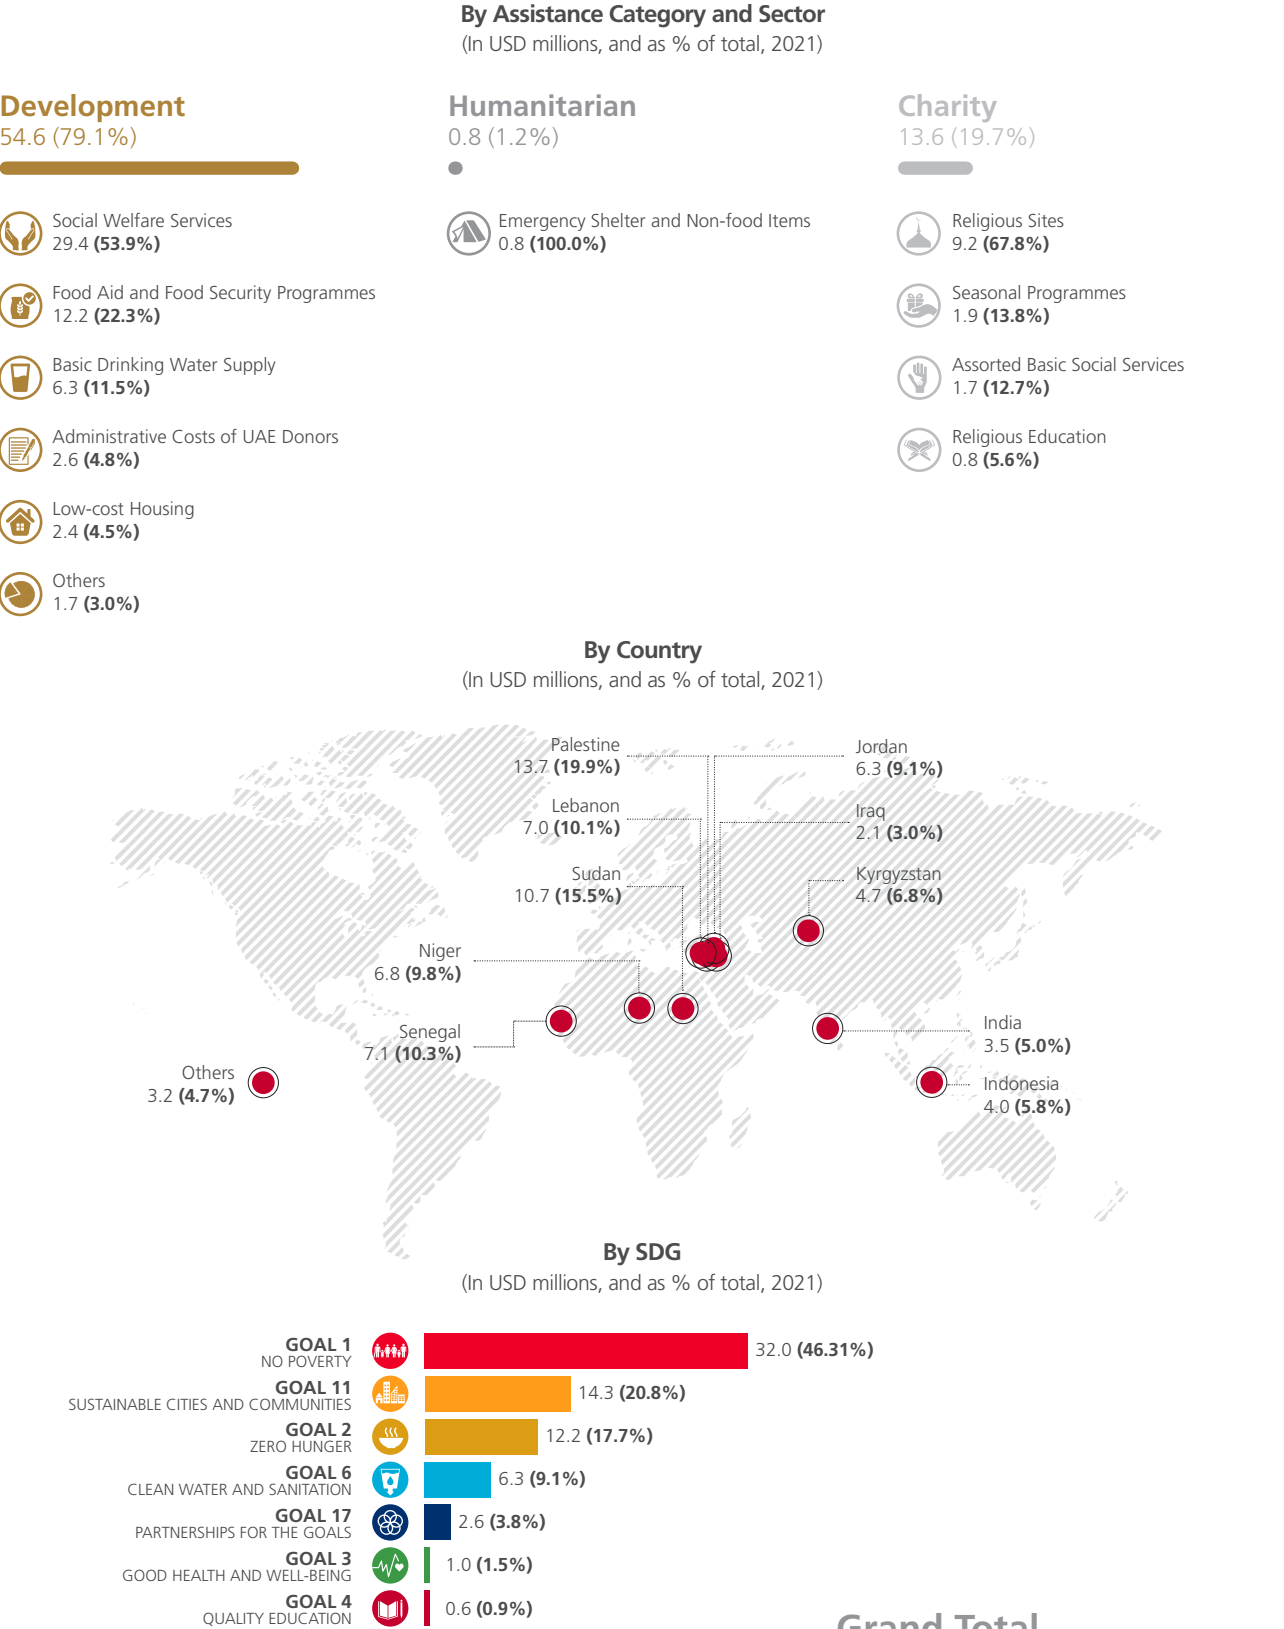 By Assistance Category and Sector
(In USD millions, and as % of total, 2021)
Development
54.6 (79.1%)
Social Welfare Services
29.4 (53.9%)
Food Aid and Food Security Programmes
12.2 (22.3%)
Basic Drinking Water Supply
6.3 (11.5%)
Administrative Costs of UAE Donors
2.6 (4.8%)
Low-cost Housing
2.4 (4.5%)
Others
1.7 (3.0%)
Humanitarian
0.8 (1.2%)
Emergency Shelter and Non-food Items
0.8 (100.0%)
Charity
13.6 (19.7%)
Religious Sites
9.2 (67.8%)
Seasonal Programmes
1.9 (13.8%)
Assorted Basic Social Services
1.7 (12.7%)
Religious Education
0.8 (5.6%)
By Country
(In USD millions, and as % of total, 2021)
Palestine
13.7 (19.9%)
Lebanon
7.0 (10.1%)
Sudan
10.7 (15.5%)
Niger
6.8 (9.8%)
Senegal
7.1 (10.3%)
Others
3.2 (4.7%)
Jordan
6.3 (9.1%)
Iraq
2.1 (3.0%)
Kyrgyzstan
4.7 (6.8%)
India
3.5 (5.0%)
Indonesia
4.0 (5.8%)
By SDG
(In USD millions, and as % of total, 2021)
GOAL 1
NO POVERTY
32.0 (46.31%)
GOAL 11
SUSTAINABLE CITIES AND COMMUNITIES
14.3 (20.8%)
GOAL 2
ZERO HUNGER
12.2 (17.7%)
GOAL 6
CLEAN WATER AND SANITATION
6.3 (9.1%)
GOAL 17
PARTNERSHIPS FOR THE GOALS
2.6 (3.8%)
GOAL 3
GOOD HEALTH AND WELL-BEING
1.0 (1.5%)
GOAL 4
QUALITY EDUCATION
0.6 (0.9%)
Grand Total